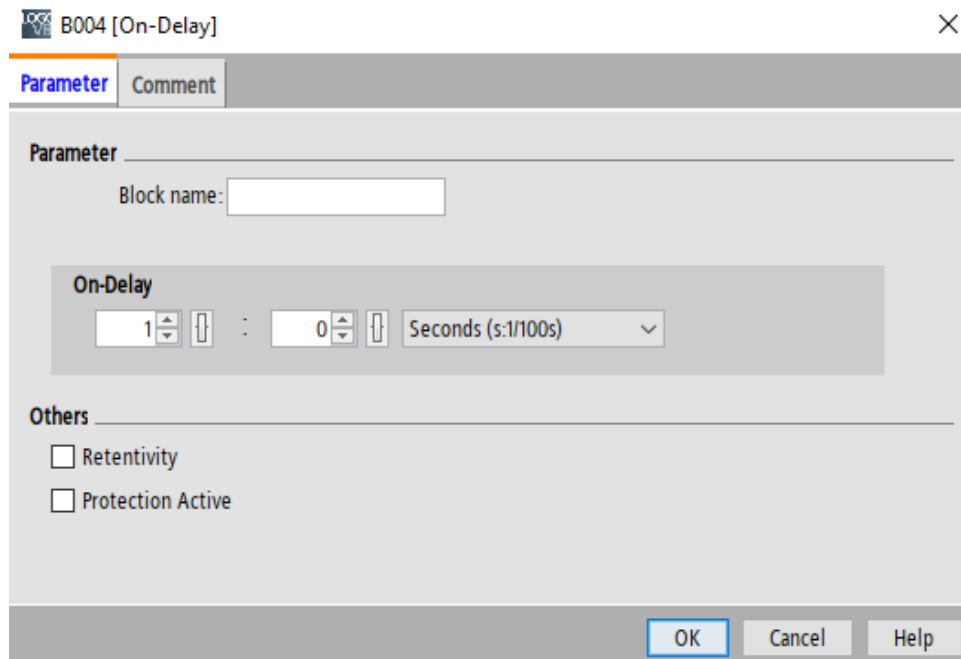 B004 [On-Delay]
Parameter Comment
Parameter
Block name:
On-Delay
1 : 0 Seconds (s:1/100s)
Others
Retentivity
Protection Active
OK Cancel Help